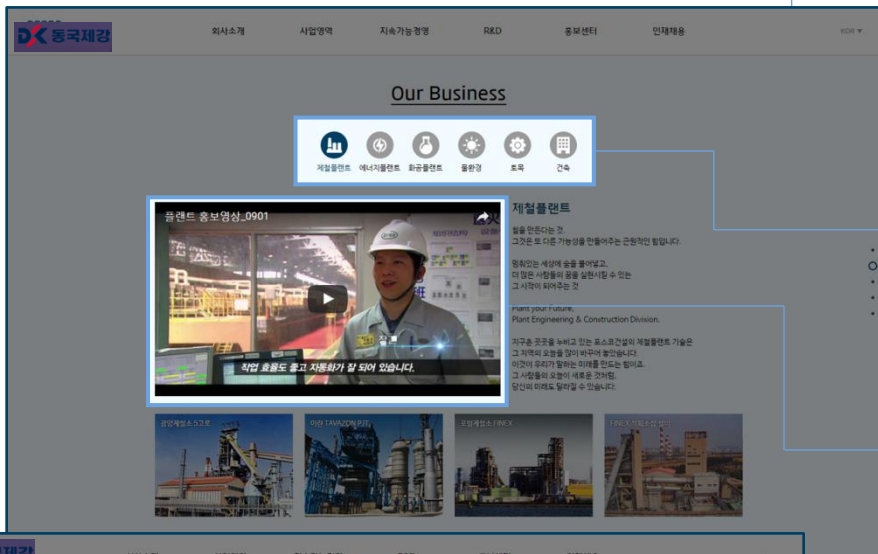 동국제강
회사소개 사업영역 지속가능경영 R&D 홍보센터 인재채용 KOR ▼
Our Business
제철플랜트 에너지플랜트 화공플랜트 물환경 토목 건축
플랜트 홍보영상_0901
작업 효율도 좋고 자동화가 잘 되어 있습니다.
제철플랜트
철을 만든다는 것.
그것은 또 다른 가능성을 만들어주는 근원적인 힘입니다.
멈춰있는 세상에 숨을 불어넣고,
더 많은 사람들의 꿈을 실현시킬 수 있는
그 시작이 되어주는 것
Plant your Future,
Plant Engineering & Construction Division.
지구촌 곳곳을 누비고 있는 포스코건설의 제철플랜트 기술은
그 지역의 오늘을 많이 바꾸어 놓았습니다.
이것이 우리가 말하는 미래를 만드는 힘이죠.
그 사람들의 오늘이 새로운 것처럼,
당신의 미래도 달라질 수 있습니다.
광양제철소 5고로 이란 TAVAZON PJT. 포항제철소 FINEX FINEX